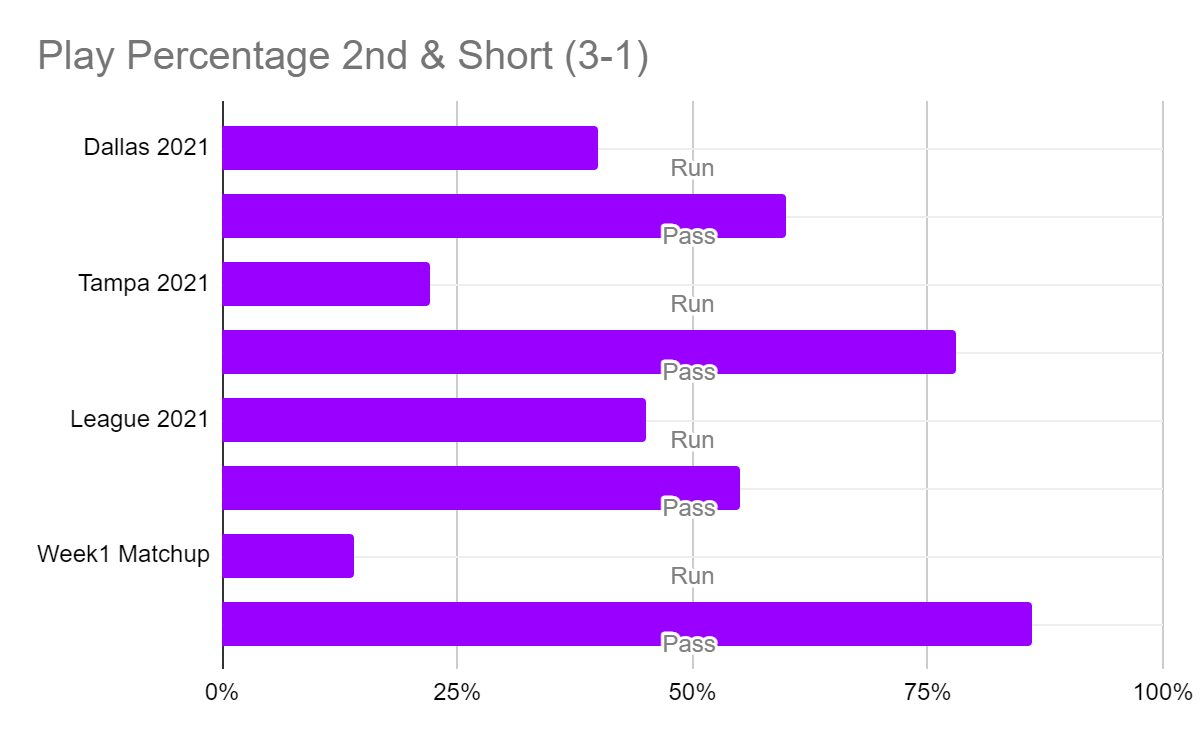 Play Percentage 2nd & Short (3-1)
Dallas 2021
Run
Pass
Tampa 2021
Run
Pass
League 2021
Run
Pass
Week1 Matchup
Run
Pass
0% 25% 50% 75% 100%